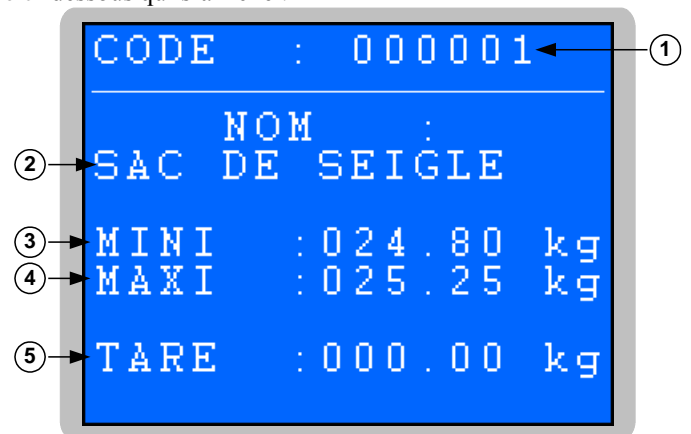 CODE : 000001
1
NOM :
2
SAC DE SEIGLE
3
MINI :024.80 kg
4
MAXI :025.25 kg
5
TARE :000.00 kg